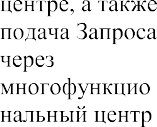 центре, а также
подача Запроса
через
многофункцио
нальный центр